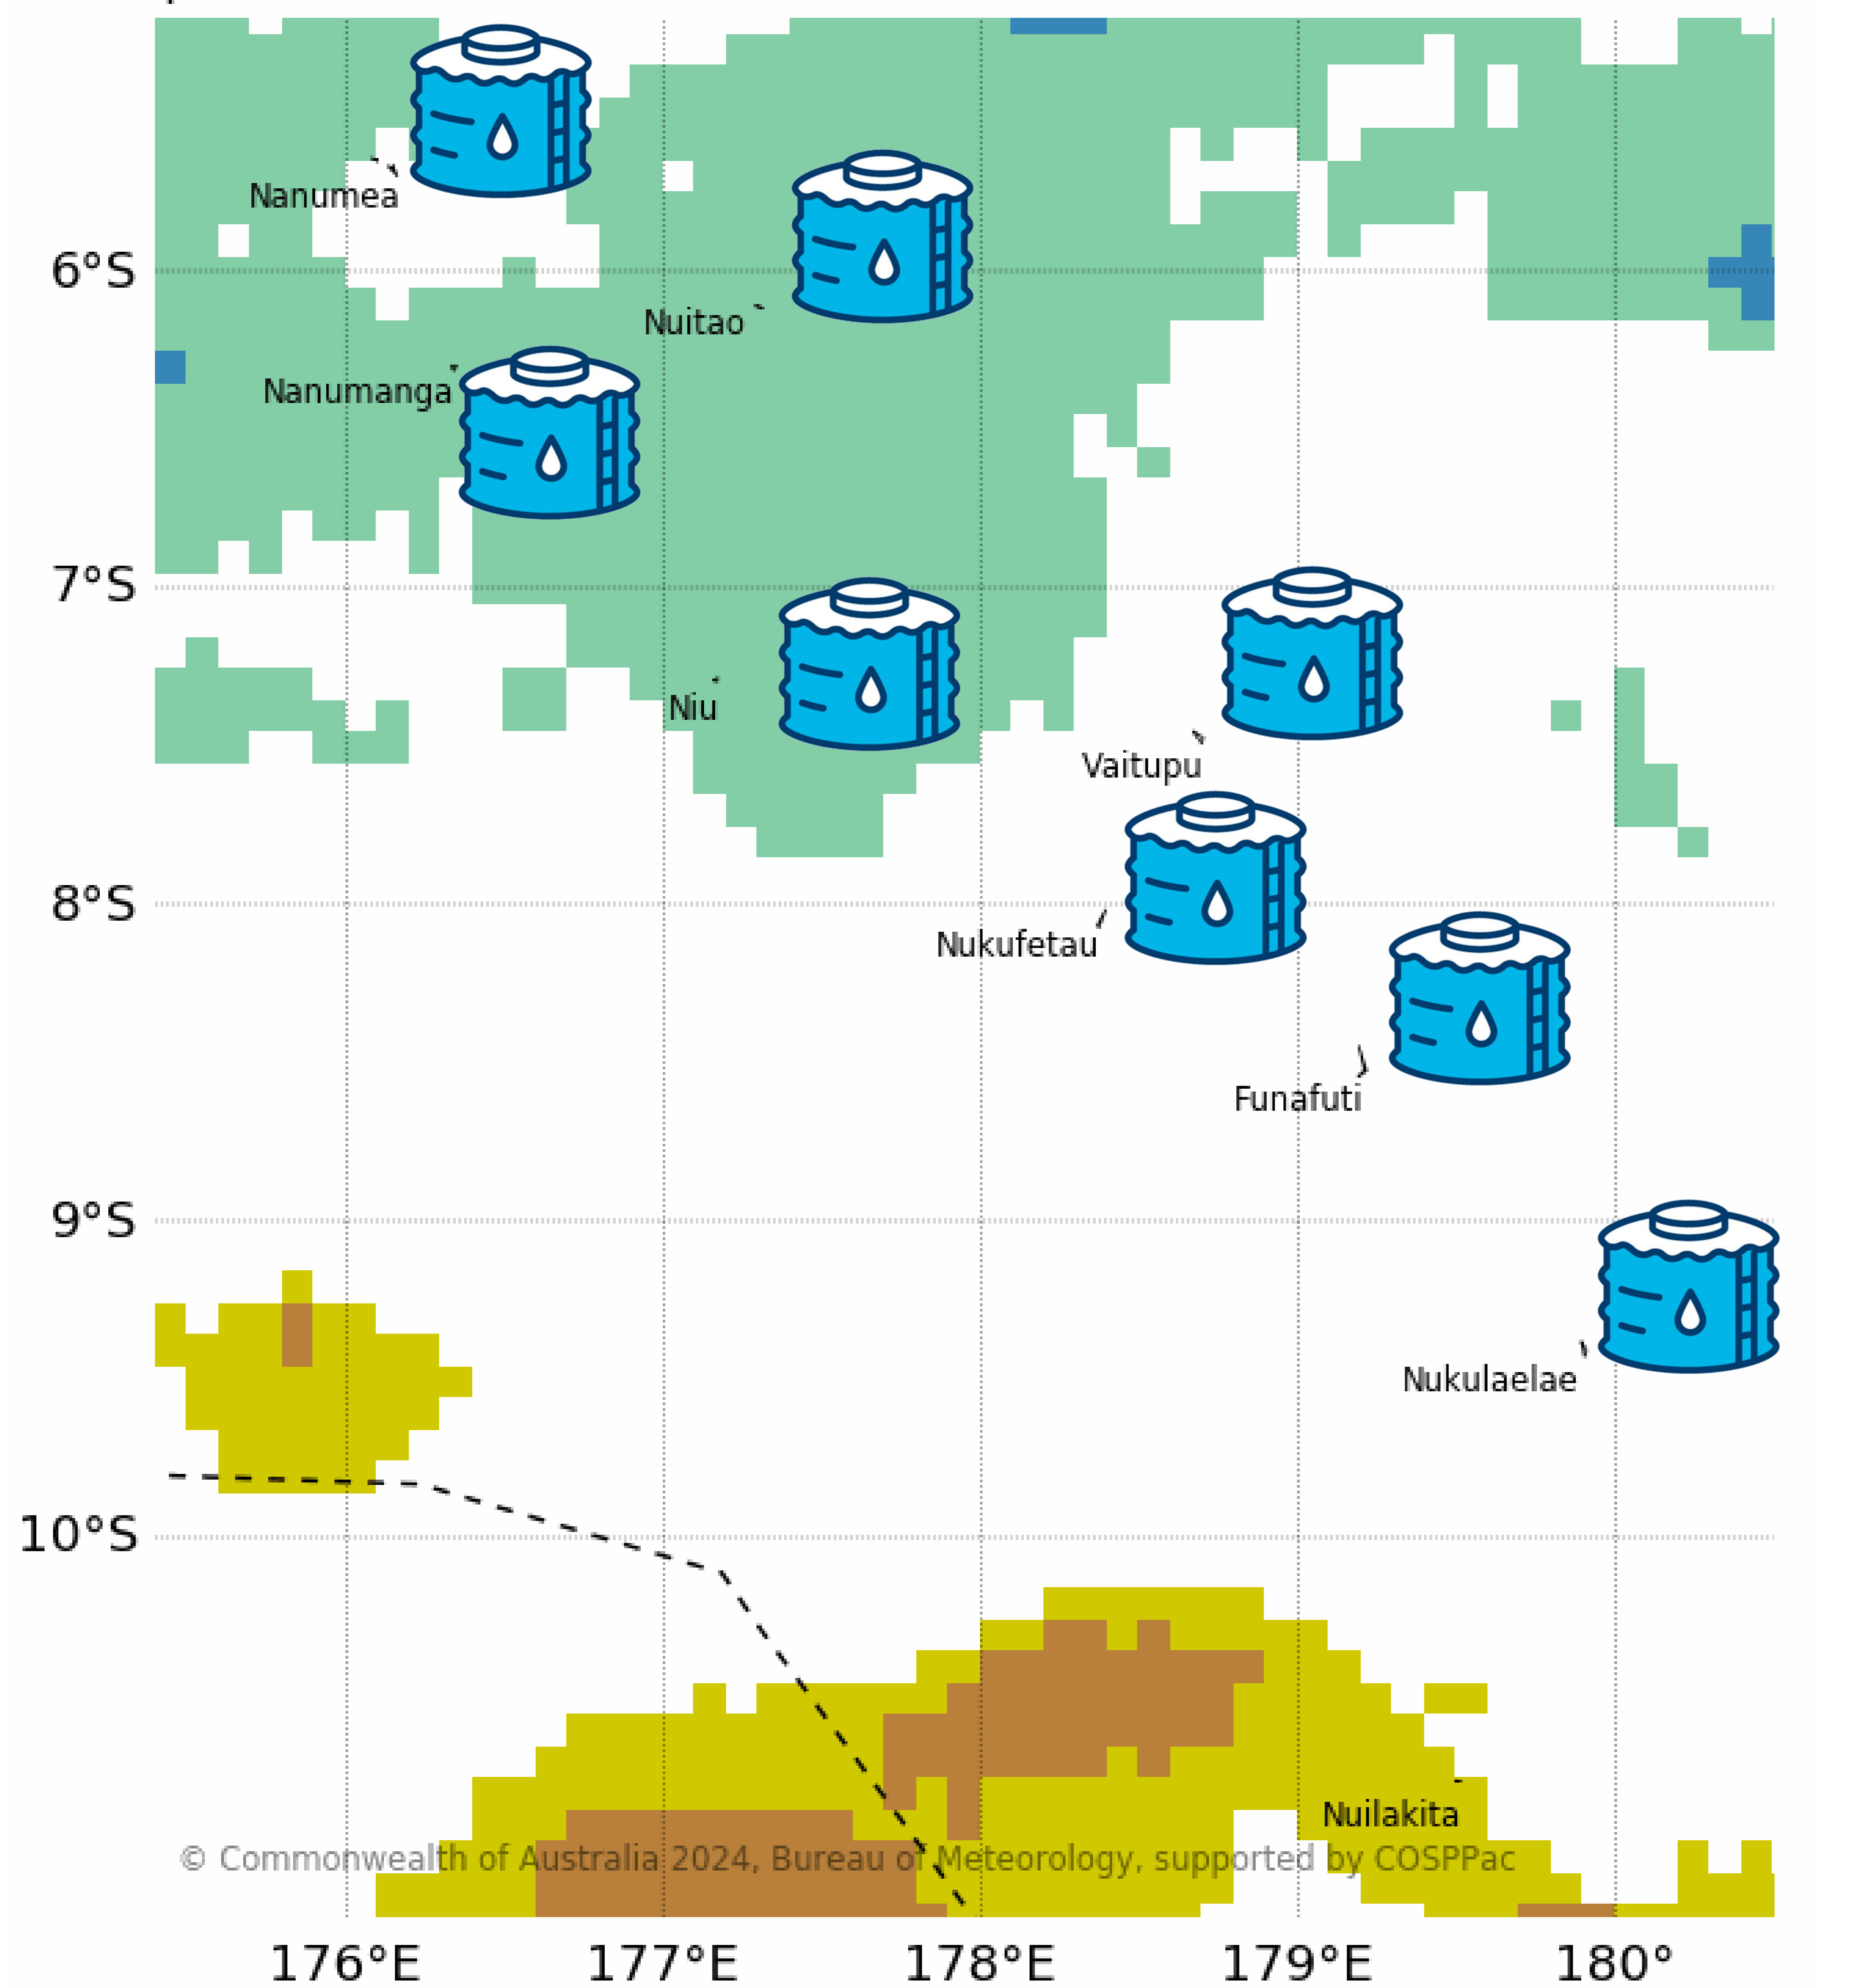 Nanumea
6°S
Nuitao
Nanumanga
7°S
Niu
Vaitupu
8°S
Nukufetau
Funafuti
9°S
Nukulaelae
10°S
Nuilakita
© Commonwealth of Australia 2024, Bureau of Meteorology, supported by COSPPac
176°E 177°E 178°E 179°E 180°